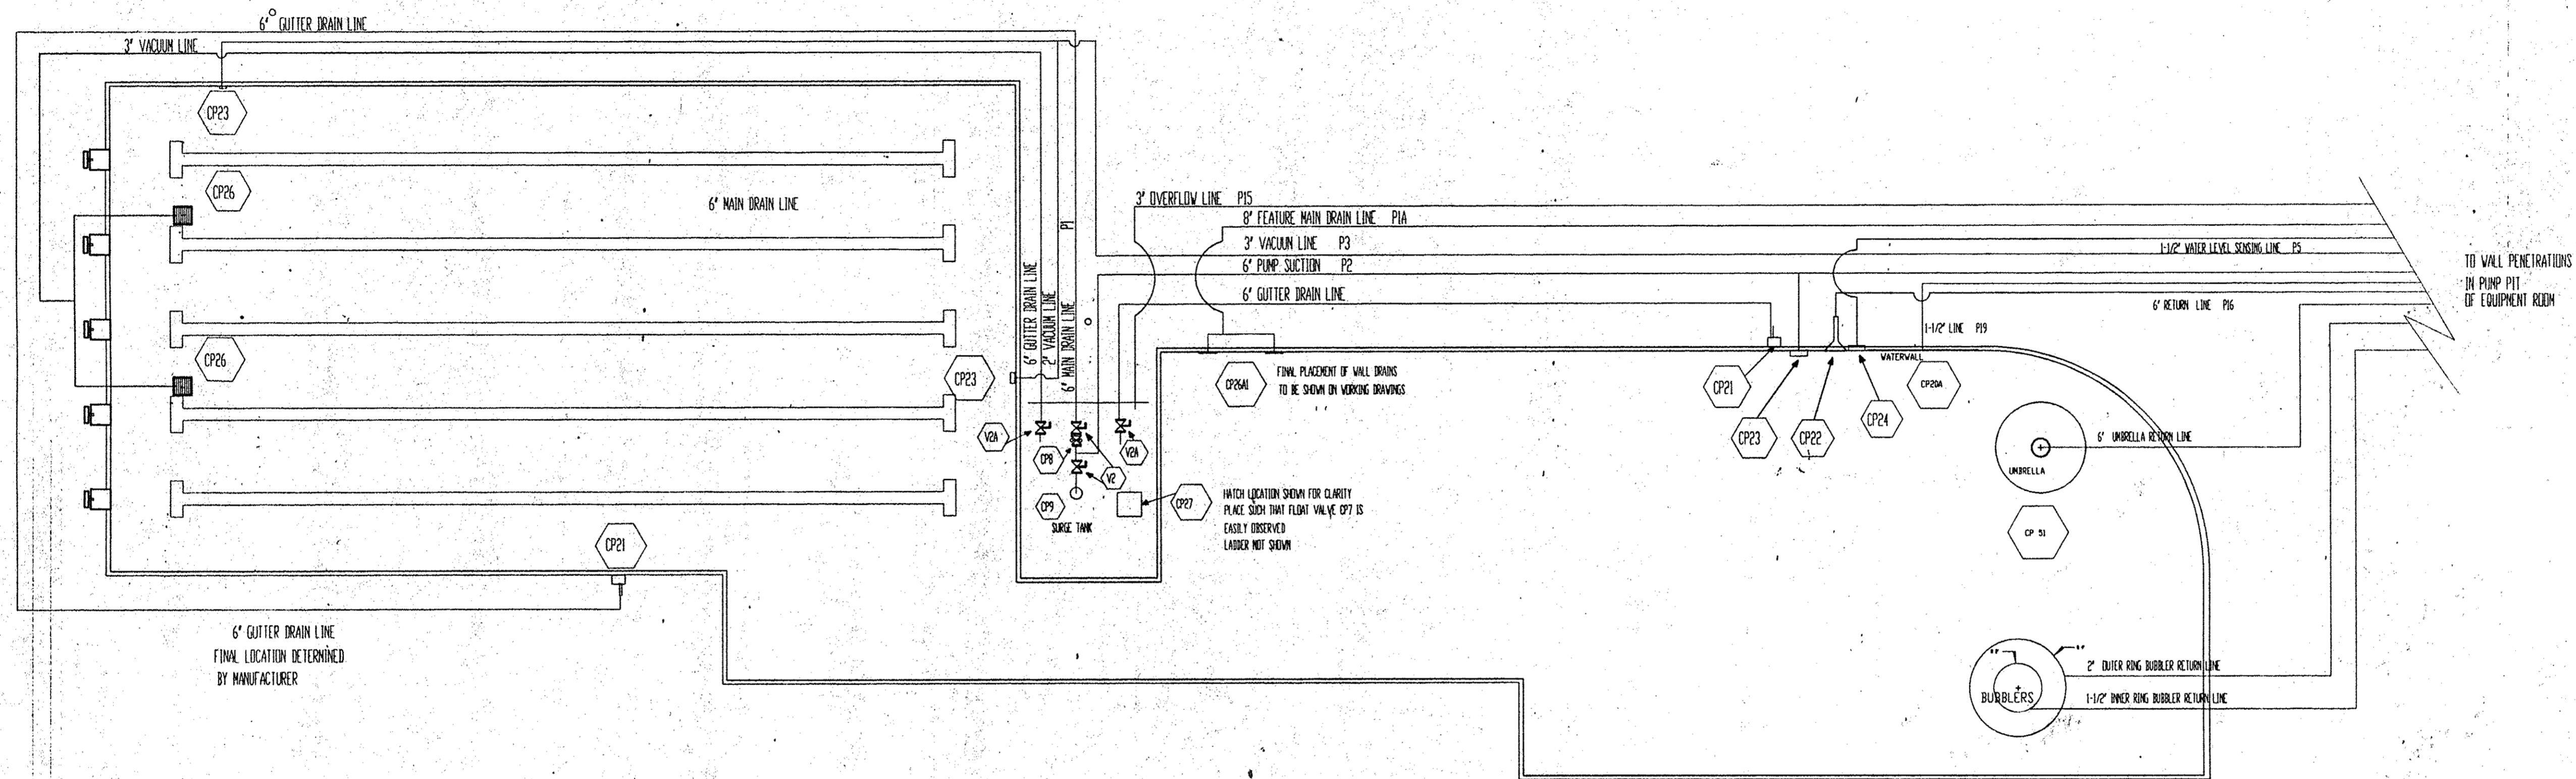 6" GUTTER DRAIN LINE
3" VACUUM LINE
CP23
CP26
6" MAIN DRAIN LINE
CP26
CP23
CP21
6" GUTTER DRAIN LINE
FINAL LOCATION DETERMINED
BY MANUFACTURER
6" GUTTER DRAIN LINE
2" VACUUM LINE
6" MAIN DRAIN LINE
P1
V2A
CP8
V2
V2A
CP9
SURGE TANK
CP27
HATCH LOCATION SHOWN FOR CLARITY
PLACE SUCH THAT FLOAT VALVE CP7 IS
EASILY OBSERVED
LADDER NOT SHOWN
3" OVERFLOW LINE P15
8" FEATURE MAIN DRAIN LINE P1A
3" VACUUN LINE P3
6" PUMP SUCTION P2
6" GUTTER DRAIN LINE
CP26A1
FINAL PLACEMENT OF WALL DRAINS
TO BE SHOWN ON WORKING DRAWINGS
1-1/2" WATER LEVEL SENSING LINE P5
TO WALL PENETRATIONS
IN PUMP PIT
OF EQUIPMENT ROOM
6" RETURN LINE P16
1-1/2" LINE P19
WATERWALL
CP21
CP23
CP22
CP24
CP20A
6" UMBRELLA RETURN LINE
UMBRELLA
CP 51
2" OUTER RING BUBBLER RETURN LINE
BUBBLERS
1-1/2" INNER RING BUBBLER RETURN LINE